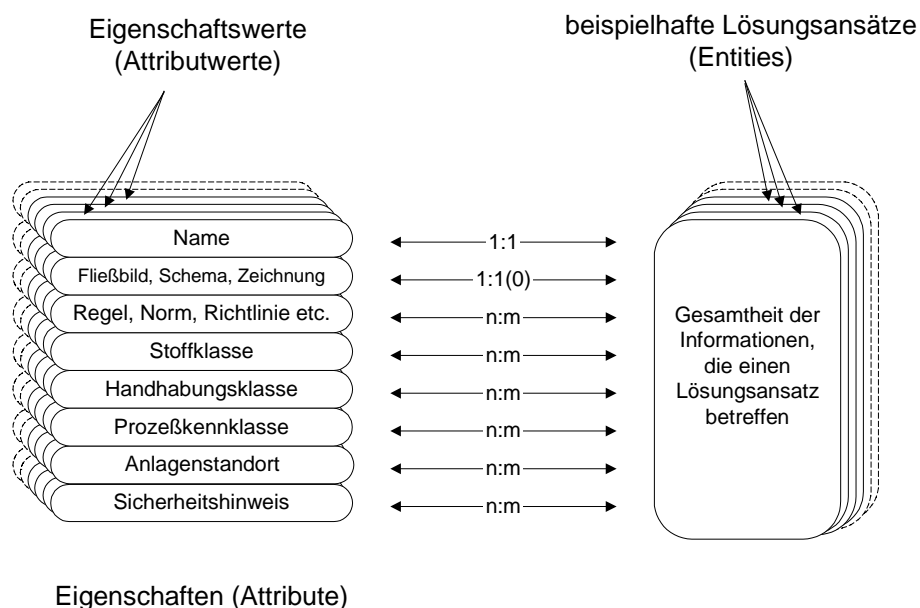 Eigenschaftswerte
(Attributwerte)
beispielhafte Lösungsansätze
(Entities)
Name
1:1
Fließbild, Schema, Zeichnung
1:1(0)
Regel, Norm, Richtlinie etc.
n:m
Stoffklasse
n:m
Handhabungsklasse
n:m
Prozeßkennklasse
n:m
Anlagenstandort
n:m
Sicherheitshinweis
n:m
Gesamtheit der
Informationen,
die einen
Lösungsansatz
betreffen
Eigenschaften (Attribute)